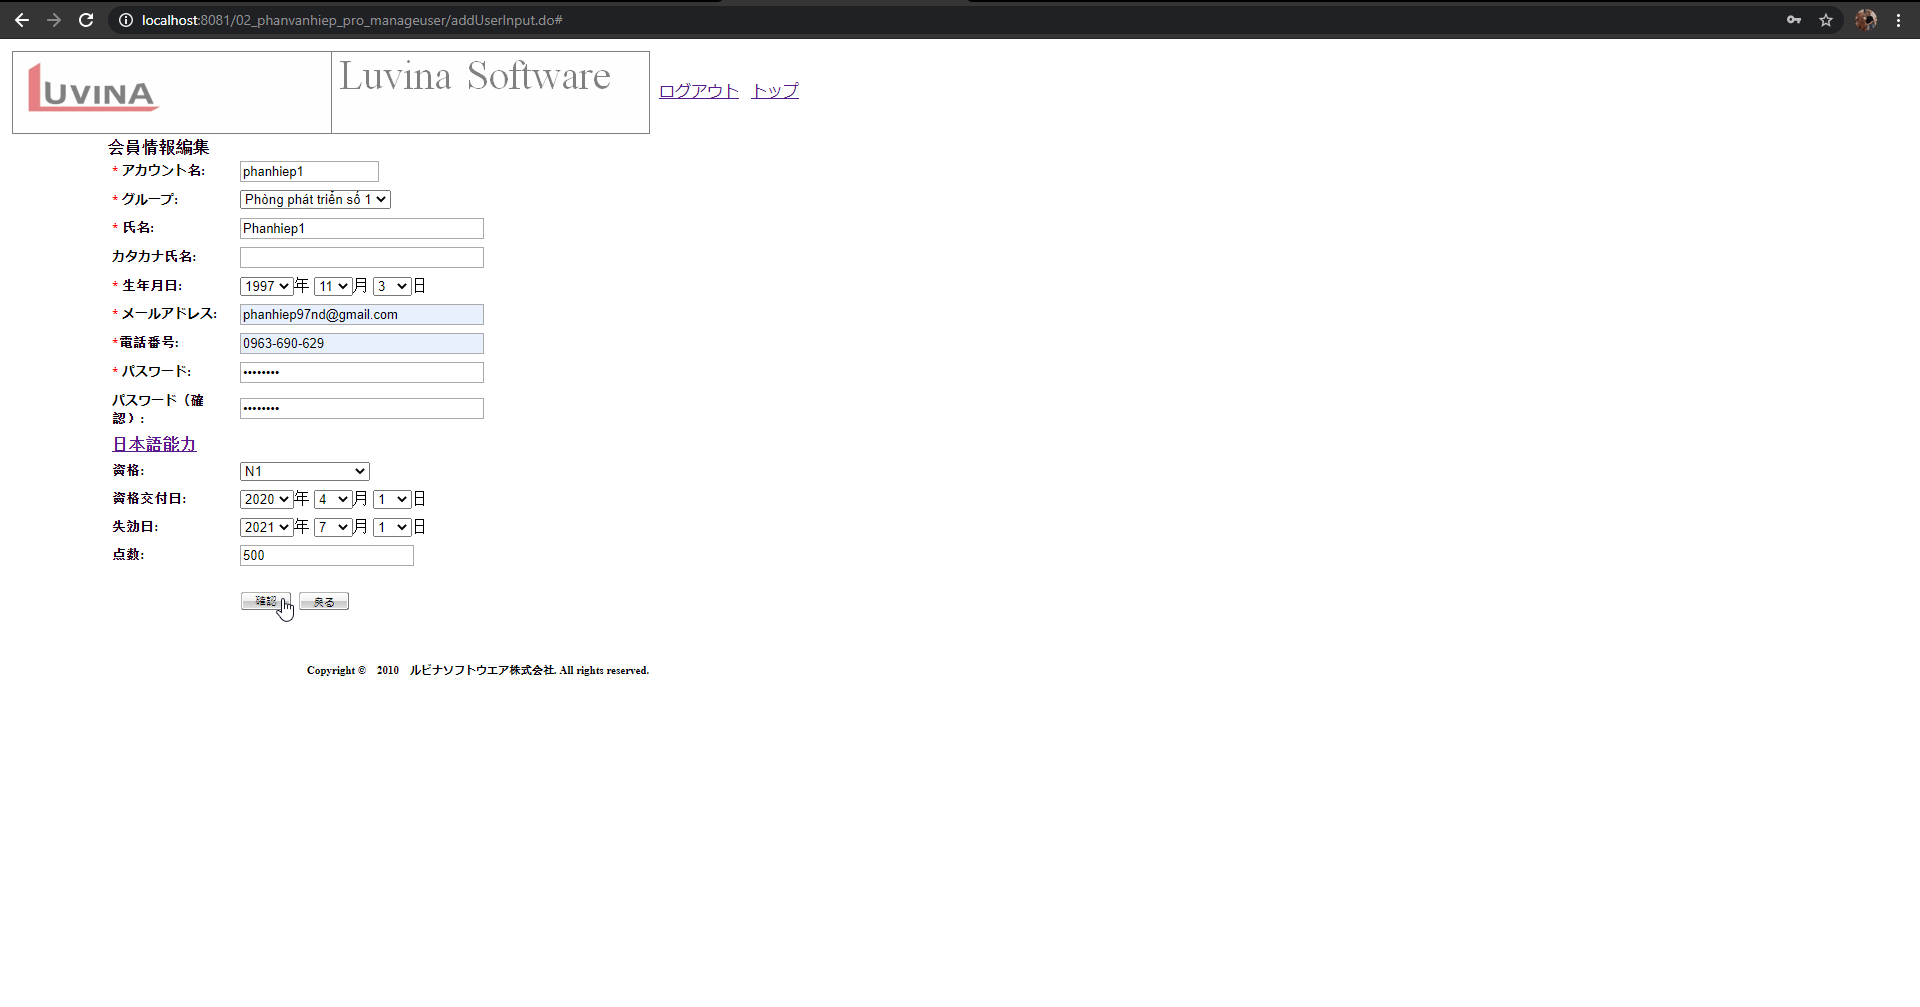 localhost:8081/02_phanvanhiep_pro_manageuser/addUserInput.do#
LUVINA
Luvina Software
ログアウト トップ
会員情報編集
* アカウント名: phanhiep1
* グループ: Phòng phát triển số 1
* 氏名: Phanhiep1
カタカナ氏名:
* 生年月日: 1997 年 11 月 3 日
* メールアドレス: phanhiep97nd@gmail.com
*電話番号: 0963-690-629
* パスワード: ••••••••
パスワード（確
認）: ••••••••
日本語能力
資格: N1
資格交付日: 2020 年 4 月 1 日
失効日: 2021 年 7 月 1 日
点数: 500
確認 戻る
Copyright © 2010 ルビナソフトウエア株式会社. All rights reserved.